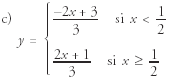 c) y = { (−2x + 3)/3 si x < 1/2
(2x + 1)/3 si x ≥ 1/2